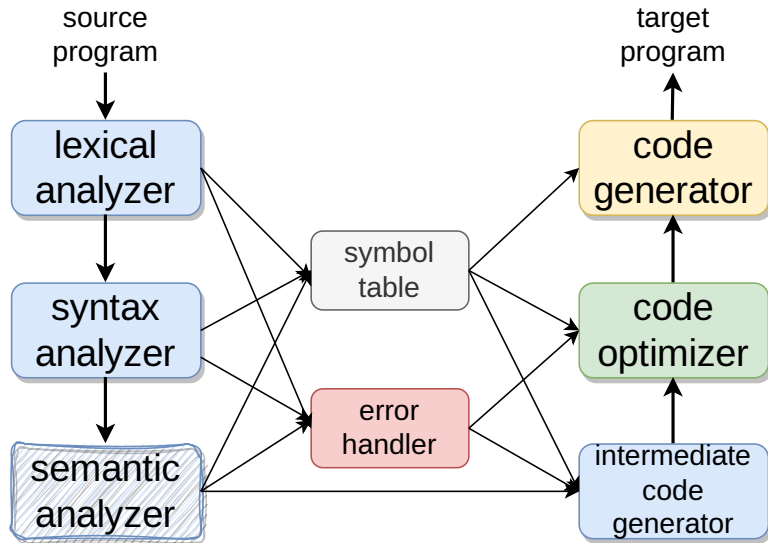 source
program
lexical
analyzer
syntax
analyzer
semantic
analyzer
symbol
table
error
handler
target
program
code
generator
code
optimizer
intermediate
code
generator